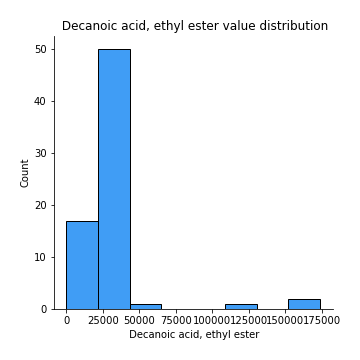 Decanoic acid, ethyl ester value distribution
50
40
30
20
10
0
Count
0 25000 50000 75000 100000 125000 150000 175000
Decanoic acid, ethyl ester